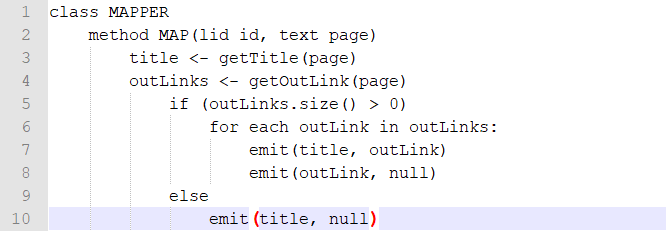 1 class MAPPER
2 method MAP(lid id, text page)
3 title <- getTitle(page)
4 outLinks <- getOutLink(page)
5 if (outLinks.size() > 0)
6 for each outLink in outLinks:
7 emit(title, outLink)
8 emit(outLink, null)
9 else
10 emit(title, null)